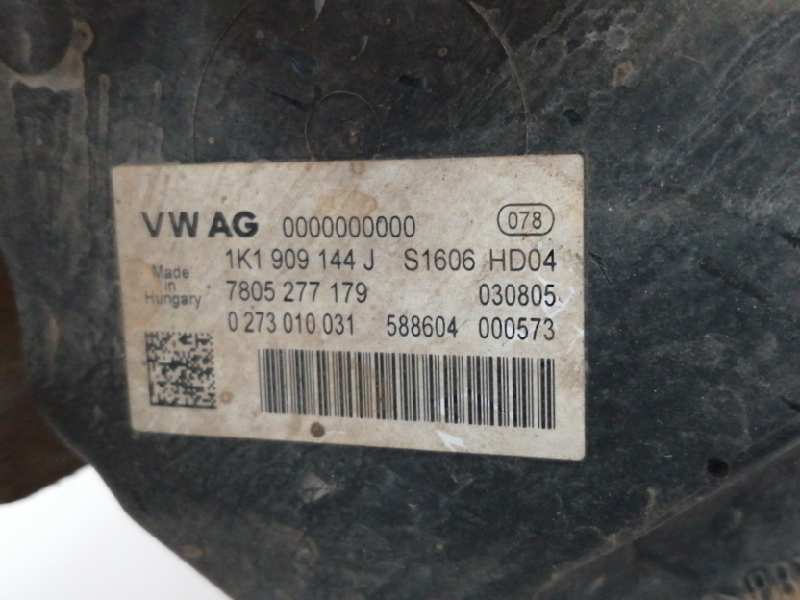 VW AG 0000000000 078
1K1 909 144 J S1606 HD04
Made in Hungary
7805 277 179 030805
0 273 010 031 588604 000573